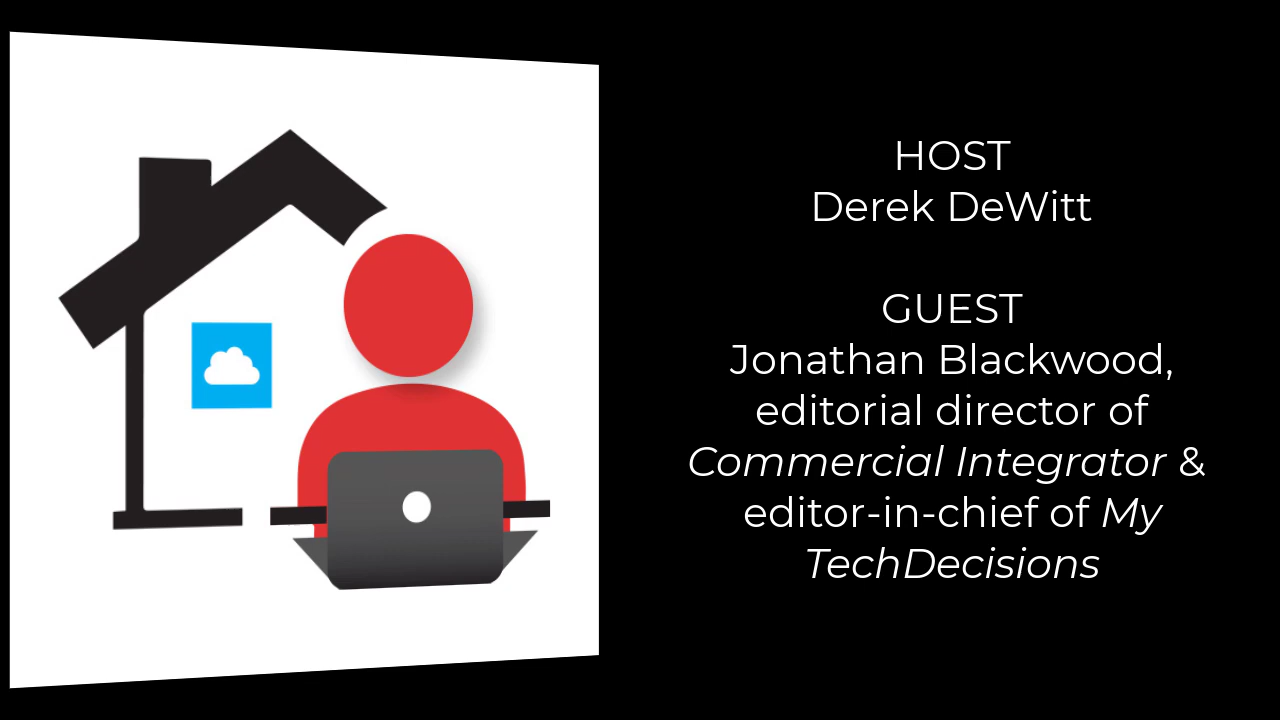 HOST
Derek DeWitt
GUEST
Jonathan Blackwood,
editorial director of
Commercial Integrator &
editor-in-chief of My
TechDecisions